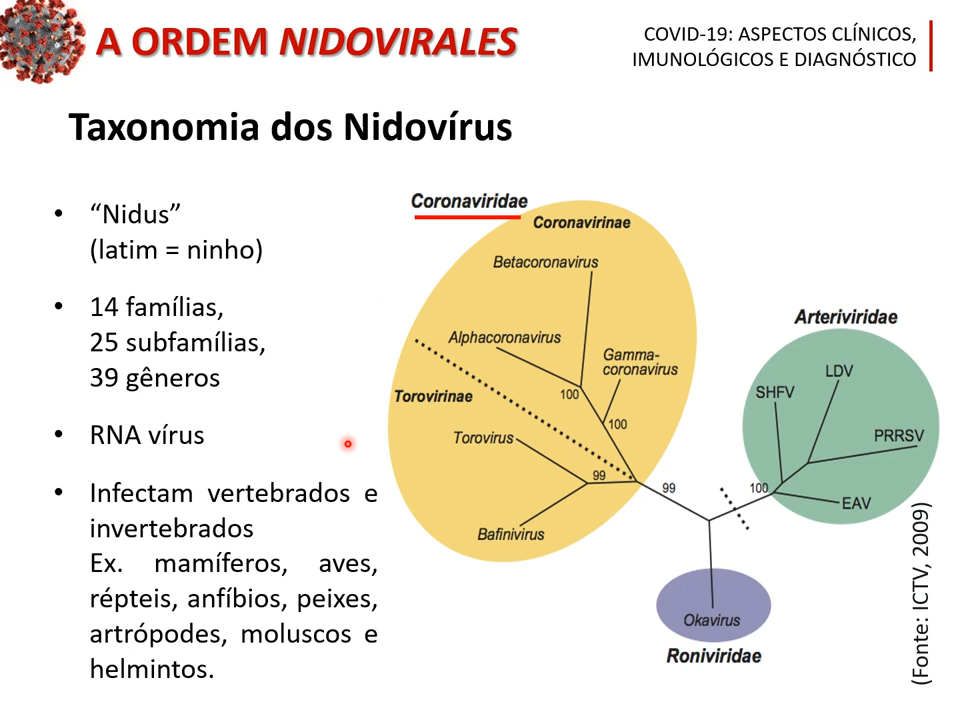 A ORDEM NIDOVIRALES
COVID-19: ASPECTOS CLÍNICOS,
IMUNOLÓGICOS E DIAGNÓSTICO
Taxonomia dos Nidovírus
• “Nidus”
(latim = ninho)
• 14 famílias,
25 subfamílias,
39 gêneros
• RNA vírus
• Infectam vertebrados e
invertebrados
Ex. mamíferos, aves,
répteis, anfíbios, peixes,
artrópodes, moluscos e
helmintos.
Coronaviridae
Coronavirinae
Betacoronavirus
Alphacoronavirus
Gamma-
coronavirus
100
100
Torovirinae
Torovirus
99
Bafinivirus
99
Arteriviridae
LDV
SHFV
PRRSV
100
EAV
Okavirus
Roniviridae
(Fonte: ICTV, 2009)